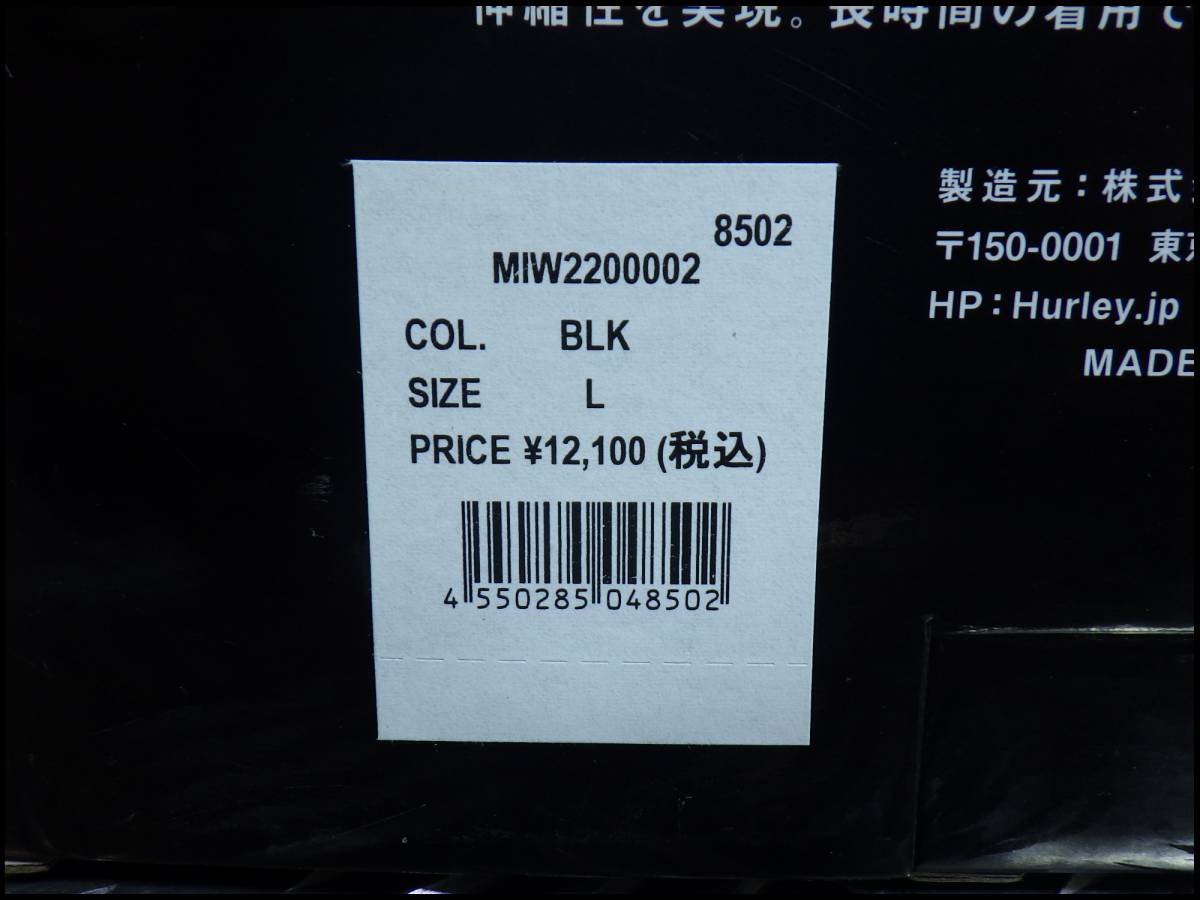 伸縮性を実現。長時間の着用で
8502
MIW2200002
COL. BLK
SIZE L
PRICE ¥12,100 (税込)
4 550285 048502
製造元：株式
〒150-0001 東
HP：Hurley.jp
MADE